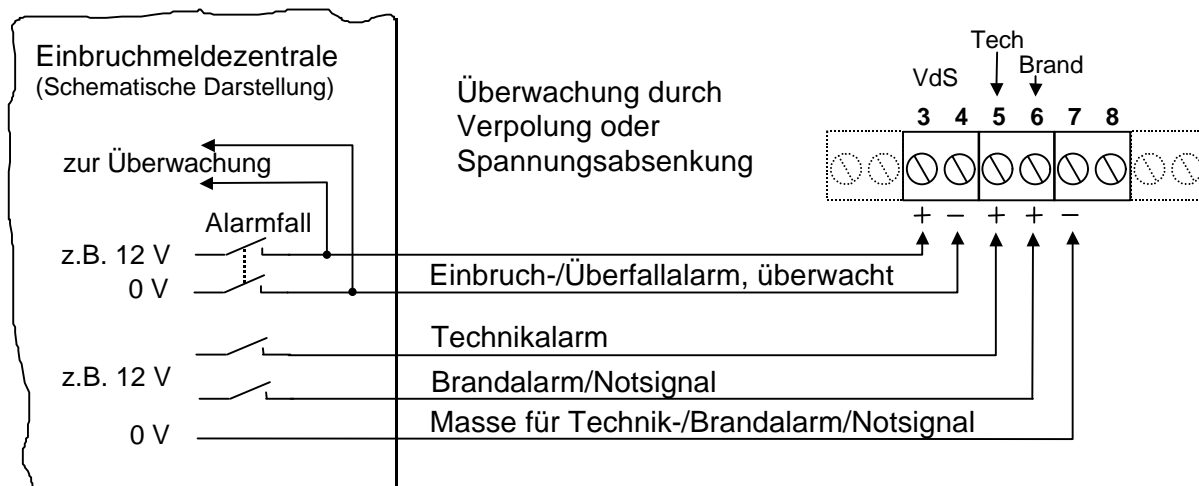 Einbruchmeldezentrale
(Schematische Darstellung)
zur Überwachung
Alarmfall
z.B. 12 V
0 V
z.B. 12 V
0 V
Überwachung durch
Verpolung oder
Spannungsabsenkung
Tech
VdS
Brand
3 4 5 6 7 8
+ − + + −
Einbruch-/Überfallalarm, überwacht
Technikalarm
Brandalarm/Notsignal
Masse für Technik-/Brandalarm/Notsignal